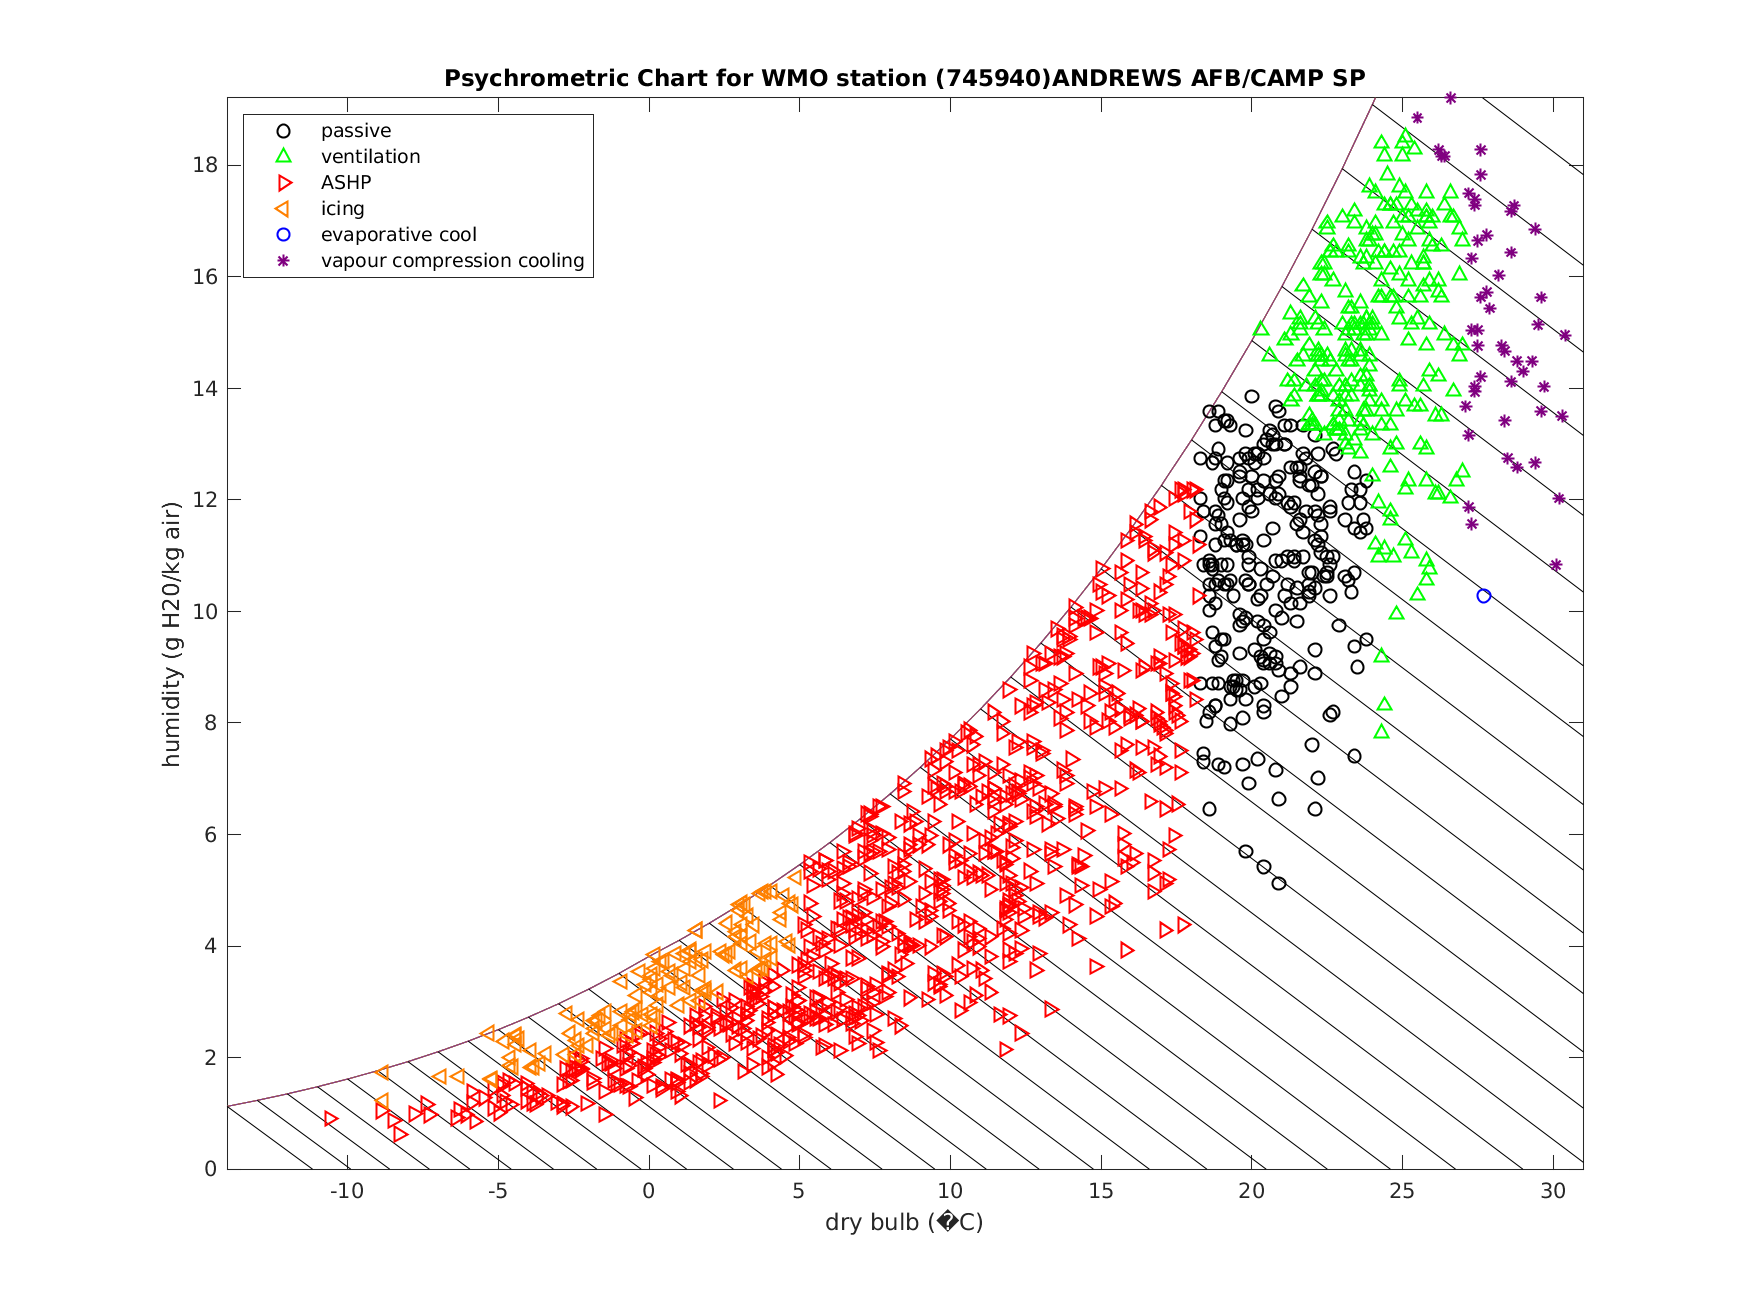 Psychrometric Chart for WMO station (745940)ANDREWS AFB/CAMP SP
passive
ventilation
ASHP
icing
evaporative cool
vapour compression cooling
humidity (g H20/kg air)
18
16
14
12
10
8
6
4
2
0
-10 -5 0 5 10 15 20 25 30
dry bulb (�C)